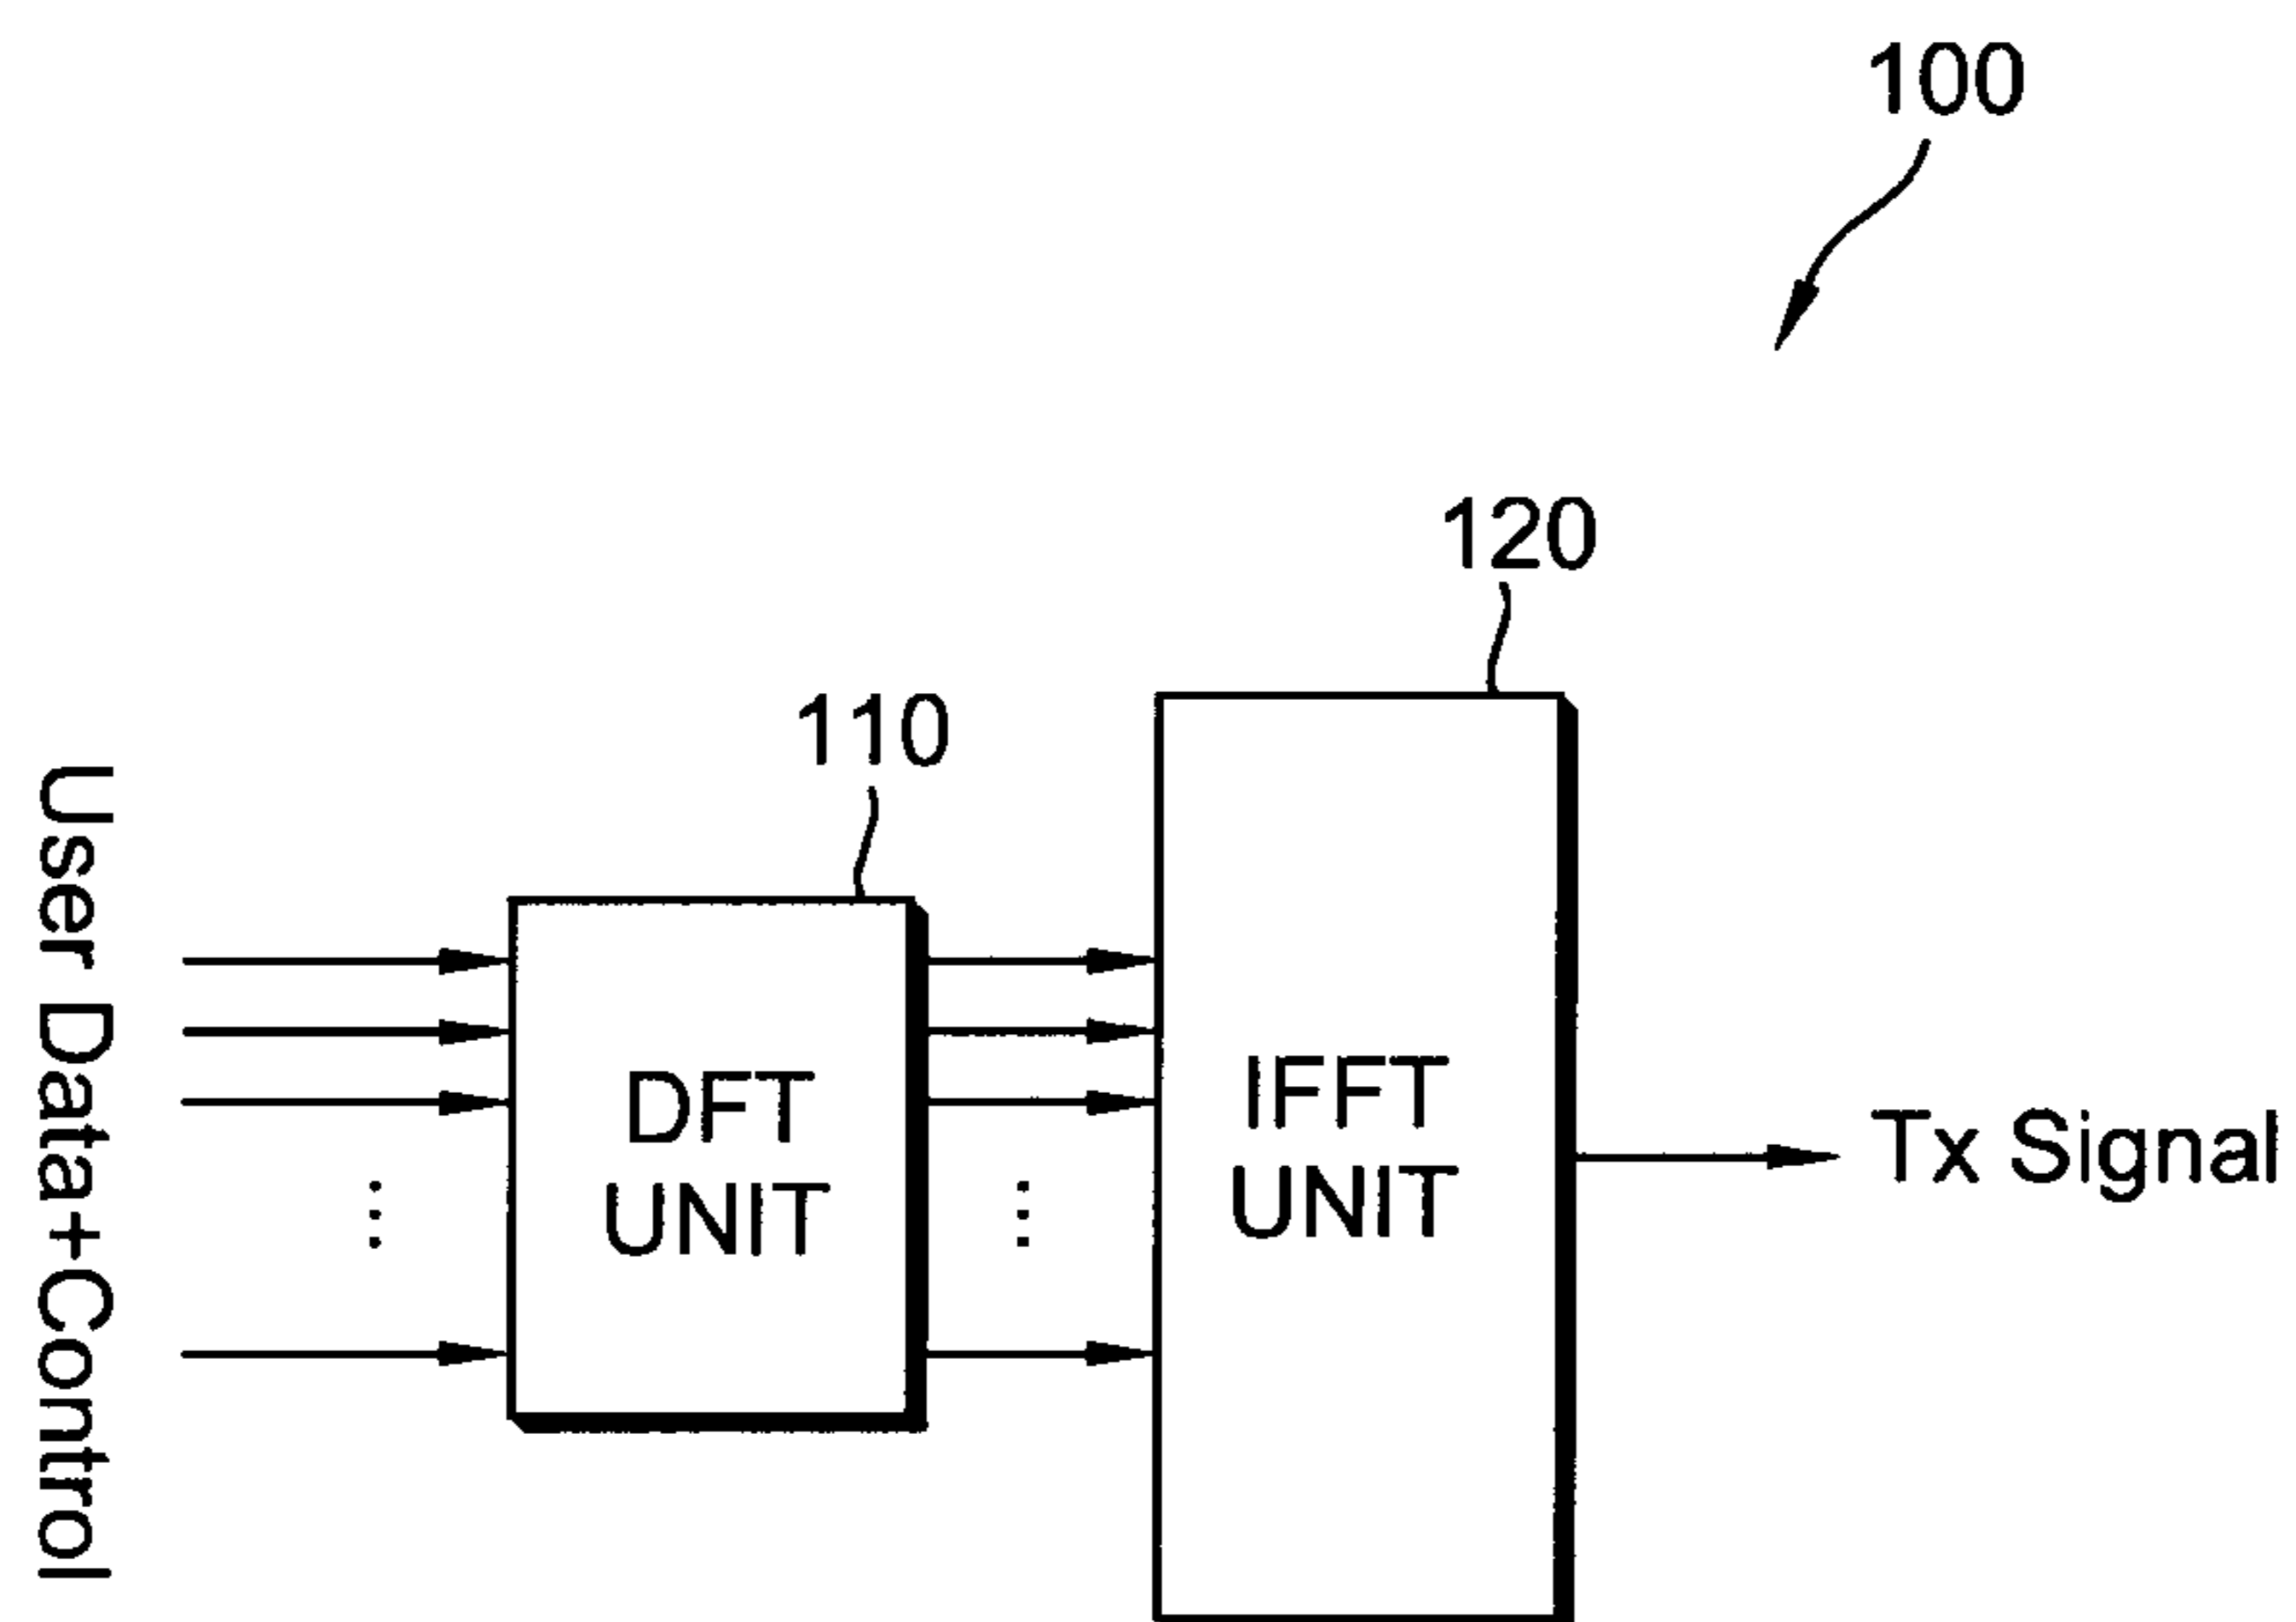 100
120
110
User Data+Control
DFT
UNIT
IFFT
UNIT
Tx Signal